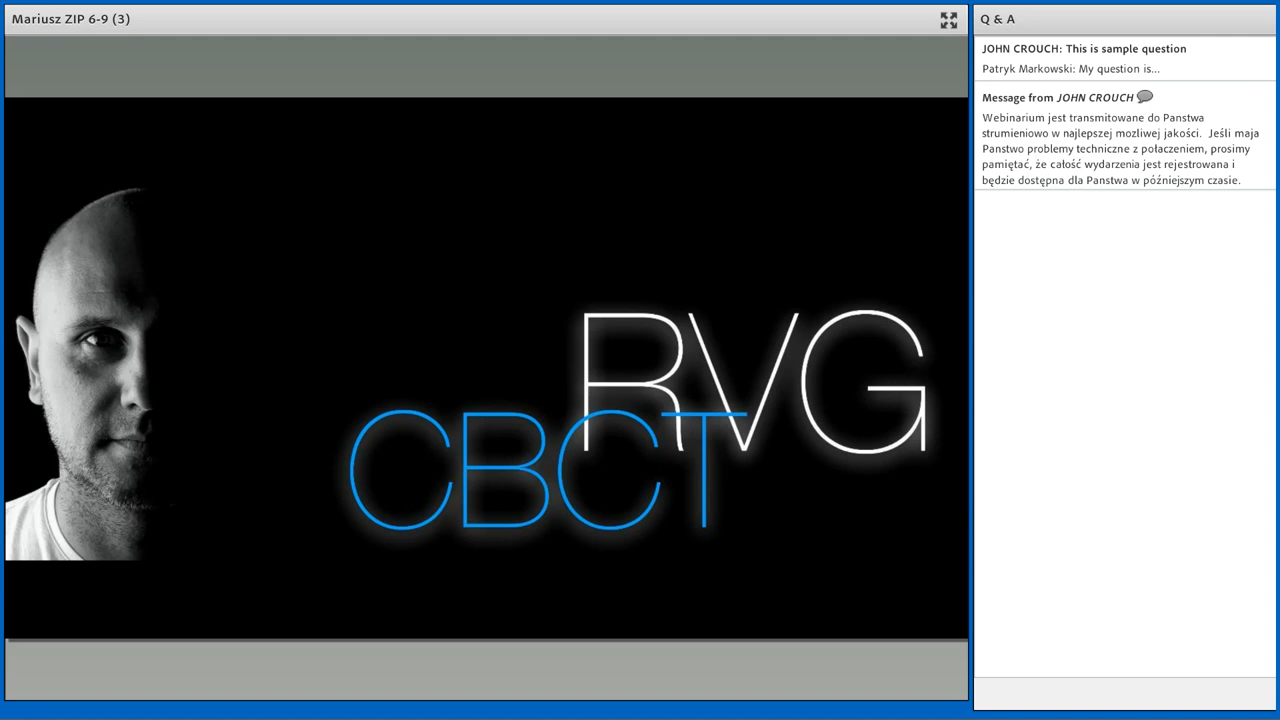 Mariusz ZIP 6-9 (3)
RVG
CBCT
Q & A
JOHN CROUCH: This is sample question
Patryk Markowski: My question is...
Message from JOHN CROUCH
Webinarium jest transmitowane do Panstwa
strumieniowo w najlepszej mozliwej jakości. Jeśli maja
Panstwo problemy techniczne z połaczeniem, prosimy
pamiętać, że całość wydarzenia jest rejestrowana i
będzie dostępna dla Panstwa w późniejszym czasie.